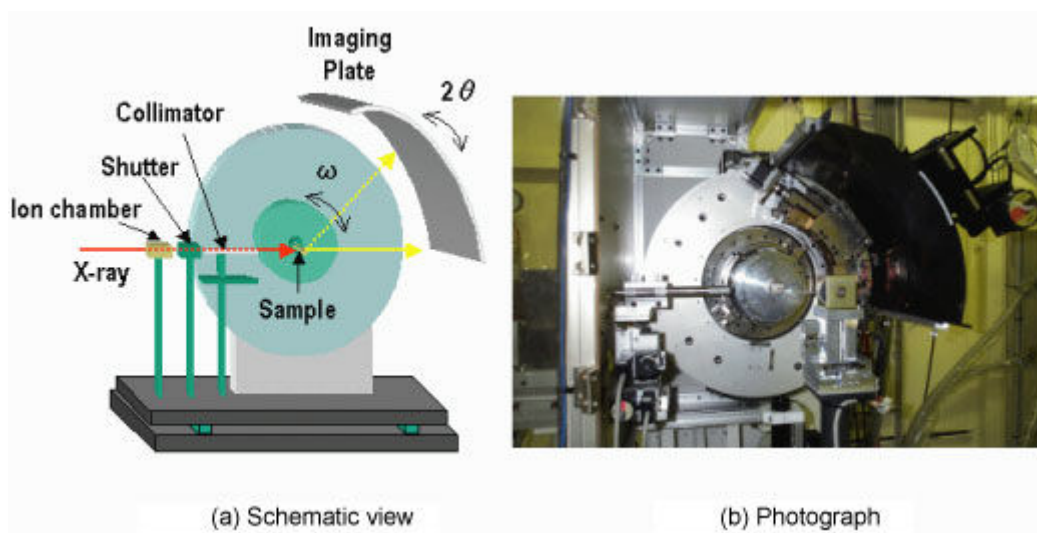 Imaging
Plate
2θ
Collimator
Shutter
ω
Ion chamber
X-ray
Sample
(a) Schematic view
(b) Photograph